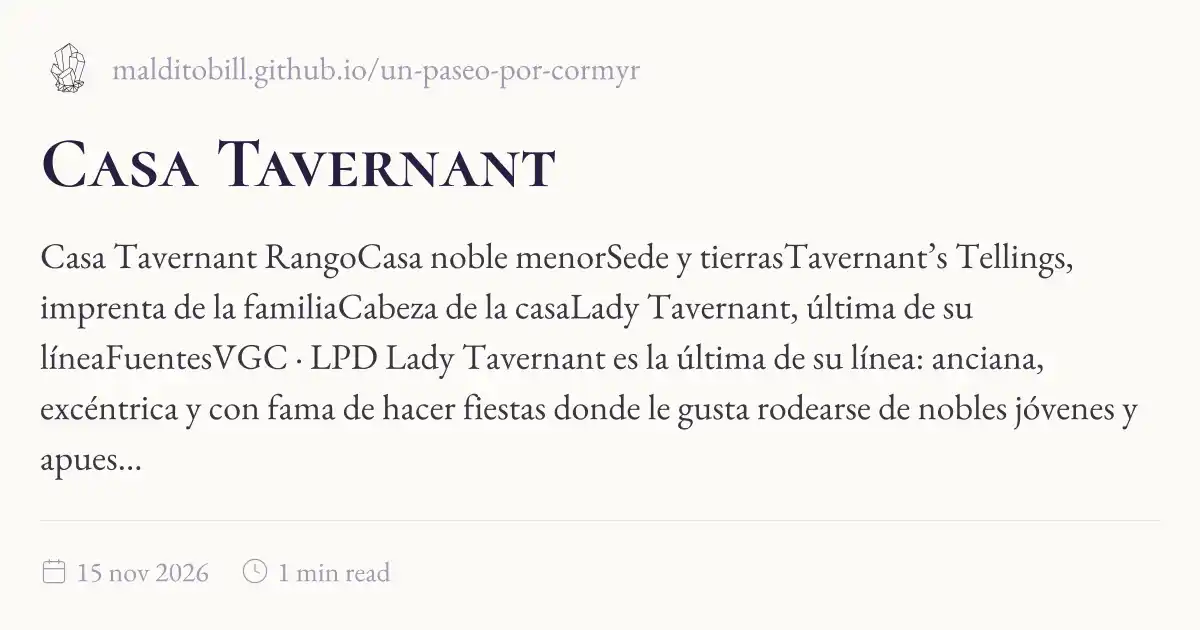 malditobill.github.io/un-paseo-por-cormyr
Casa Tavernant
Casa Tavernant RangoCasa noble menorSede y tierrasTavernant’s Tellings,
imprenta de la familiaCabeza de la casaLady Tavernant, última de su
líneaFuentesVGC · LPD Lady Tavernant es la última de su línea: anciana,
excéntrica y con fama de hacer fiestas donde le gusta rodearse de nobles jóvenes y
apues...
15 nov 2026 1 min read